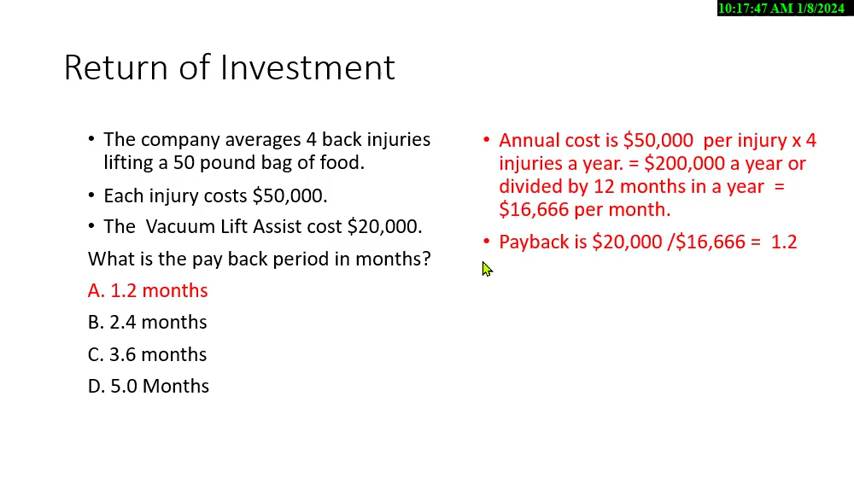 10:17:47 AM 1/8/2024
Return of Investment
• The company averages 4 back injuries
lifting a 50 pound bag of food.
• Each injury costs $50,000.
• The Vacuum Lift Assist cost $20,000.
What is the pay back period in months?
A. 1.2 months
B. 2.4 months
C. 3.6 months
D. 5.0 Months
• Annual cost is $50,000 per injury x 4
injuries a year. = $200,000 a year or
divided by 12 months in a year =
$16,666 per month.
• Payback is $20,000 /$16,666 = 1.2